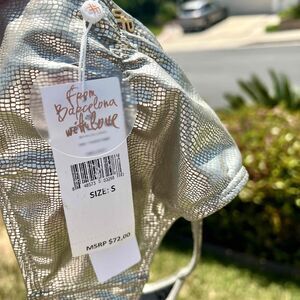 From
Barcelona
with love
SIZE: S
MSRP $72.00